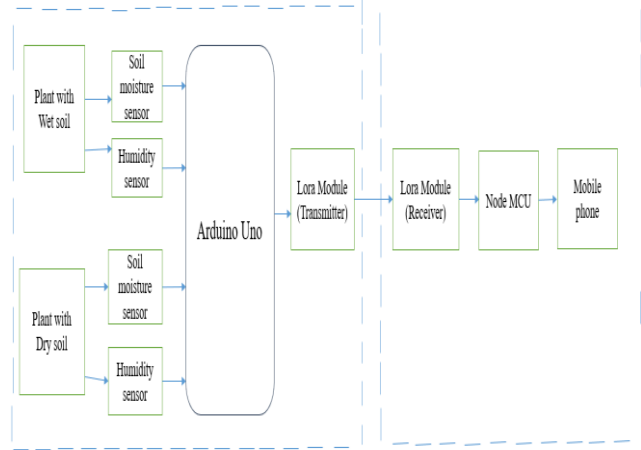 Plant with
Wet soil
Soil
moisture
sensor
Humidity
sensor
Arduino Uno
Lora Module
(Transmitter)
Lora Module
(Receiver)
Node MCU
Mobile
phone
Plant with
Dry soil
Soil
moisture
sensor
Humidity
sensor